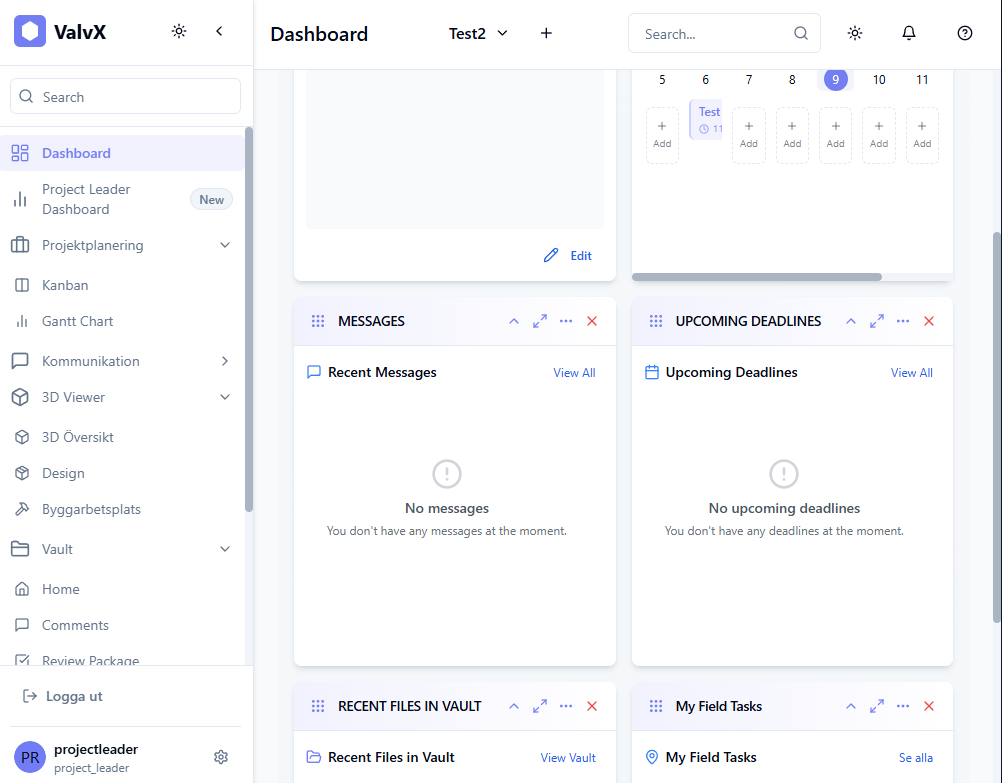 ValvX
Search
Dashboard
Project Leader
Dashboard
New
Projektplanering
Kanban
Gantt Chart
Kommunikation
3D Viewer
3D Översikt
Design
Byggarbetsplats
Vault
Home
Comments
Review Package
Logga ut
PR
projectleader
project_leader
Dashboard
Test2
Search...
5 6 7 8 9 10 11
Test
11
Add Add Add Add Add Add
Edit
MESSAGES
Recent Messages
View All
No messages
You don't have any messages at the moment.
UPCOMING DEADLINES
Upcoming Deadlines
View All
No upcoming deadlines
You don't have any deadlines at the moment.
RECENT FILES IN VAULT
Recent Files in Vault
View Vault
My Field Tasks
My Field Tasks
Se alla